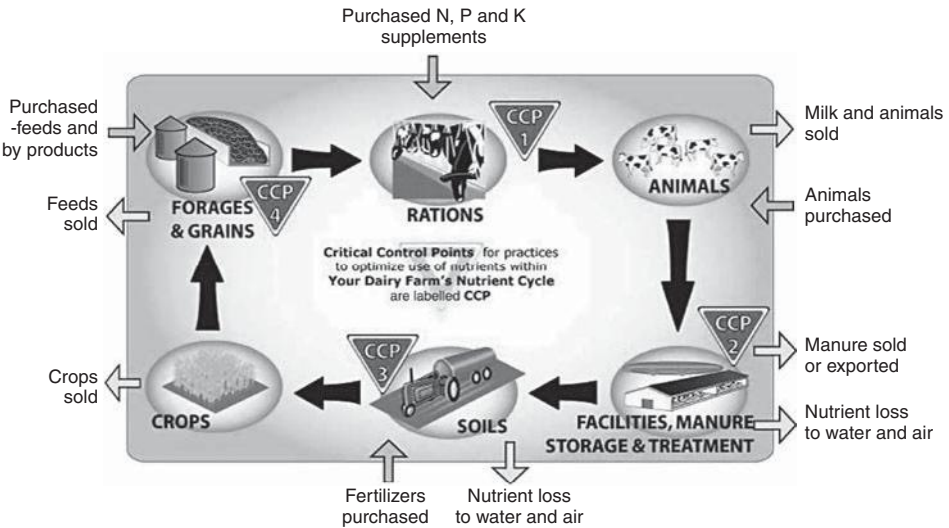 Purchased N, P and K
supplements
Purchased
-feeds and
by products
CCP
1
Milk and animals
sold
ANIMALS
Feeds
sold
CCP
4
FORAGES
& GRAINS
RATIONS
Animals
purchased
Critical Control Points for practices
to optimize use of nutrients within
Your Dairy Farm's Nutrient Cycle
are labelled CCP
CCP
3
CCP
2
Manure sold
or exported
Crops
sold
CROPS
SOILS
FACILITIES, MANURE
STORAGE & TREATMENT
Nutrient loss
to water and air
Fertilizers
purchased
Nutrient loss
to water and air